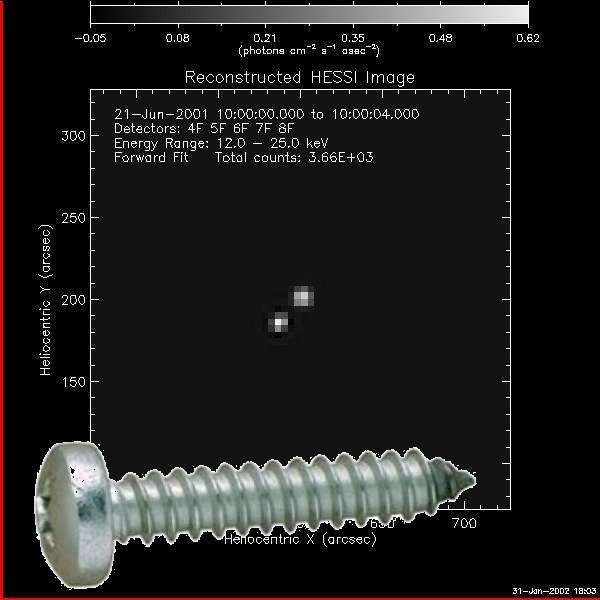 −0.05 0.08 0.21 0.35 0.48 0.62
(photons cm⁻² s⁻¹ asec⁻²)
Reconstructed HESSI Image
21−Jun−2001 10:00:00.000 to 10:00:04.000
Detectors: 4F 5F 6F 7F 8F
Energy Range: 12.0 − 25.0 keV
Forward Fit Total counts: 3.66E+03
300
250
200
150
Heliocentric Y (arcsec)
700
Heliocentric X (arcsec)
31−Jan−2002 18:03